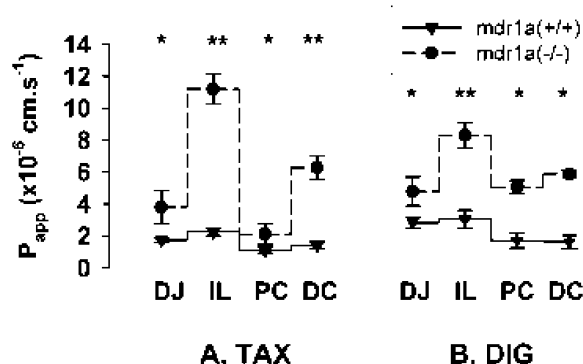 mdr1a(+/+)
mdr1a(-/-)
P_app (x10^-6 cm.s^-1)
14
12
10
8
6
4
2
0
* ** * **
* ** * *
DJ IL PC DC
DJ IL PC DC
A. TAX
B. DIG